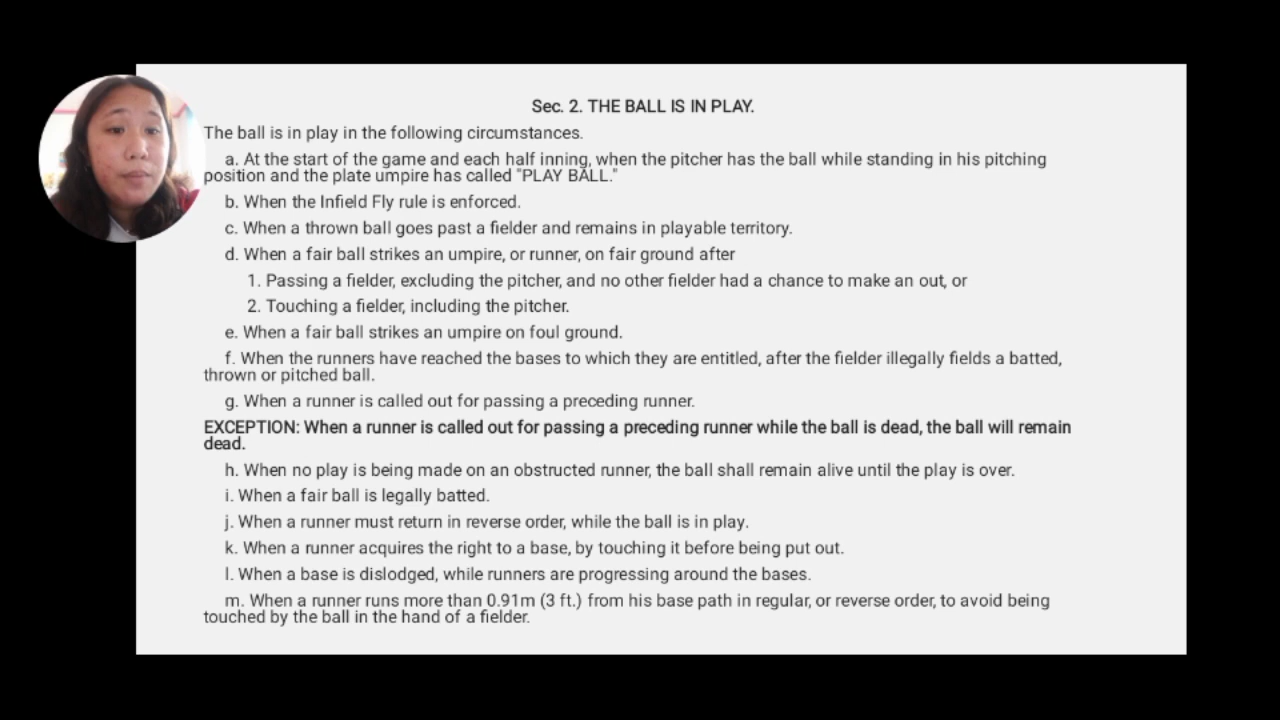 Sec. 2. THE BALL IS IN PLAY.
The ball is in play in the following circumstances.
a. At the start of the game and each half inning, when the pitcher has the ball while standing in his pitching
position and the plate umpire has called "PLAY BALL."
b. When the Infield Fly rule is enforced.
c. When a thrown ball goes past a fielder and remains in playable territory.
d. When a fair ball strikes an umpire, or runner, on fair ground after
1. Passing a fielder, excluding the pitcher, and no other fielder had a chance to make an out, or
2. Touching a fielder, including the pitcher.
e. When a fair ball strikes an umpire on foul ground.
f. When the runners have reached the bases to which they are entitled, after the fielder illegally fields a batted,
thrown or pitched ball.
g. When a runner is called out for passing a preceding runner.
EXCEPTION: When a runner is called out for passing a preceding runner while the ball is dead, the ball will remain
dead.
h. When no play is being made on an obstructed runner, the ball shall remain alive until the play is over.
i. When a fair ball is legally batted.
j. When a runner must return in reverse order, while the ball is in play.
k. When a runner acquires the right to a base, by touching it before being put out.
l. When a base is dislodged, while runners are progressing around the bases.
m. When a runner runs more than 0.91m (3 ft.) from his base path in regular, or reverse order, to avoid being
touched by the ball in the hand of a fielder.